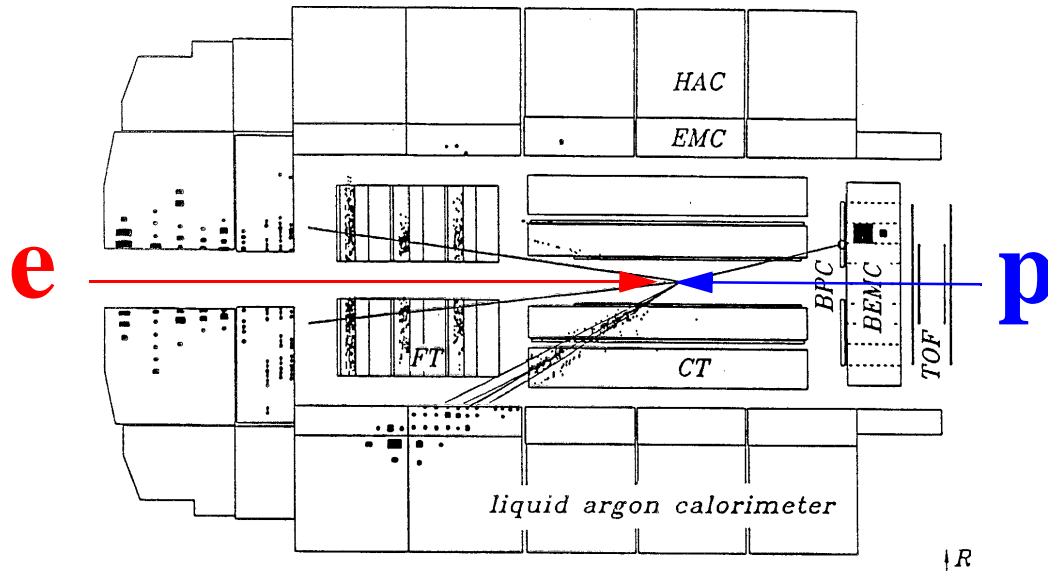 HAC
EMC
e
p
BPC
BEMC
TOF
FT
CT
liquid argon calorimeter
R